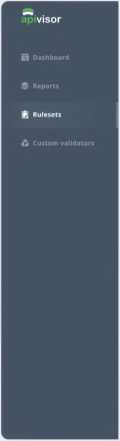 apivisor
Dashboard
Reports
Rulesets
Custom validators